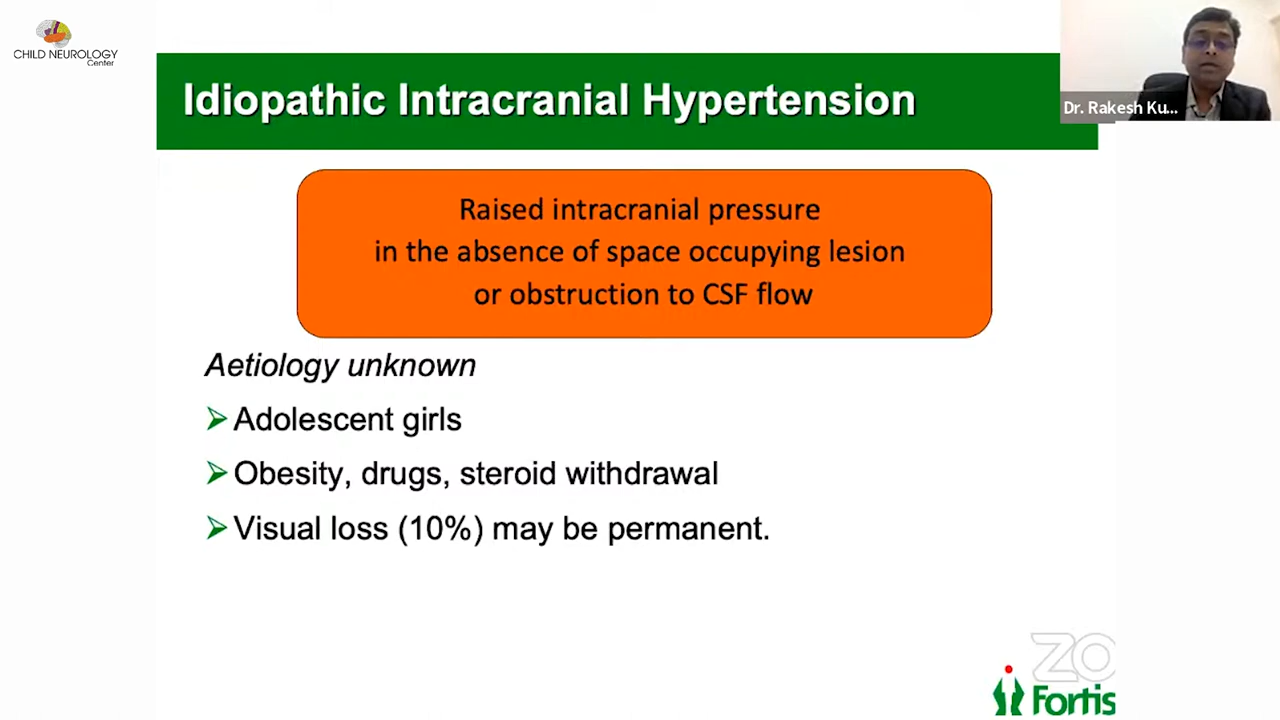 CHILD NEUROLOGY
Center
Idiopathic Intracranial Hypertension
Dr. Rakesh Ku...
Raised intracranial pressure
in the absence of space occupying lesion
or obstruction to CSF flow
Aetiology unknown
Adolescent girls
Obesity, drugs, steroid withdrawal
Visual loss (10%) may be permanent.
Fortis